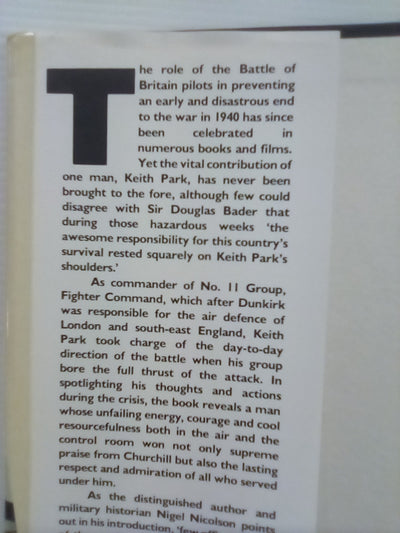 The role of the Battle of
Britain pilots in preventing
an early and disastrous end
to the war in 1940 has since
been celebrated in
numerous books and films.
Yet the vital contribution of
one man, Keith Park, has never been
brought to the fore, although few could
disagree with Sir Douglas Bader that
during those hazardous weeks ‘the
awesome responsibility for this country’s
survival rested squarely on Keith Park’s
shoulders.’
As commander of No. 11 Group,
Fighter Command, which after Dunkirk
was responsible for the air defence of
London and south-east England, Keith
Park took charge of the day-to-day
direction of the battle when his group
bore the full thrust of the attack. In
spotlighting his thoughts and actions
during the crisis, the book reveals a man
whose unfailing energy, courage and cool
resourcefulness both in the air and the
control room won not only supreme
praise from Churchill but also the lasting
respect and admiration of all who served
under him.
As the distinguished author and
military historian Nigel Nicolson points
out in his introduction, ‘few